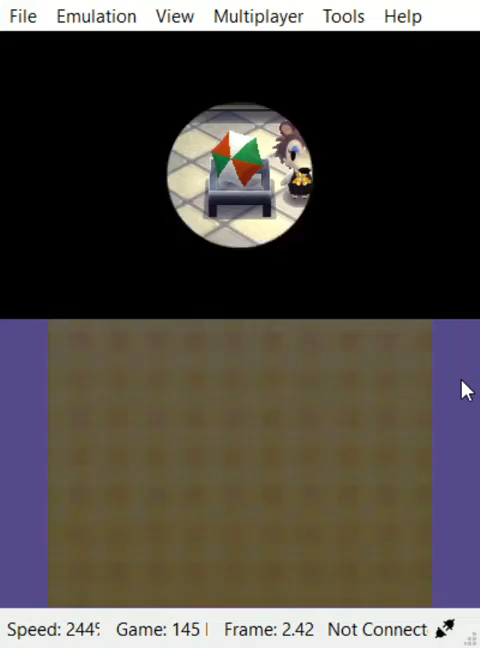 File Emulation View Multiplayer Tools Help
Speed: 244% Game: 145 Frame: 2.42 Not Connect